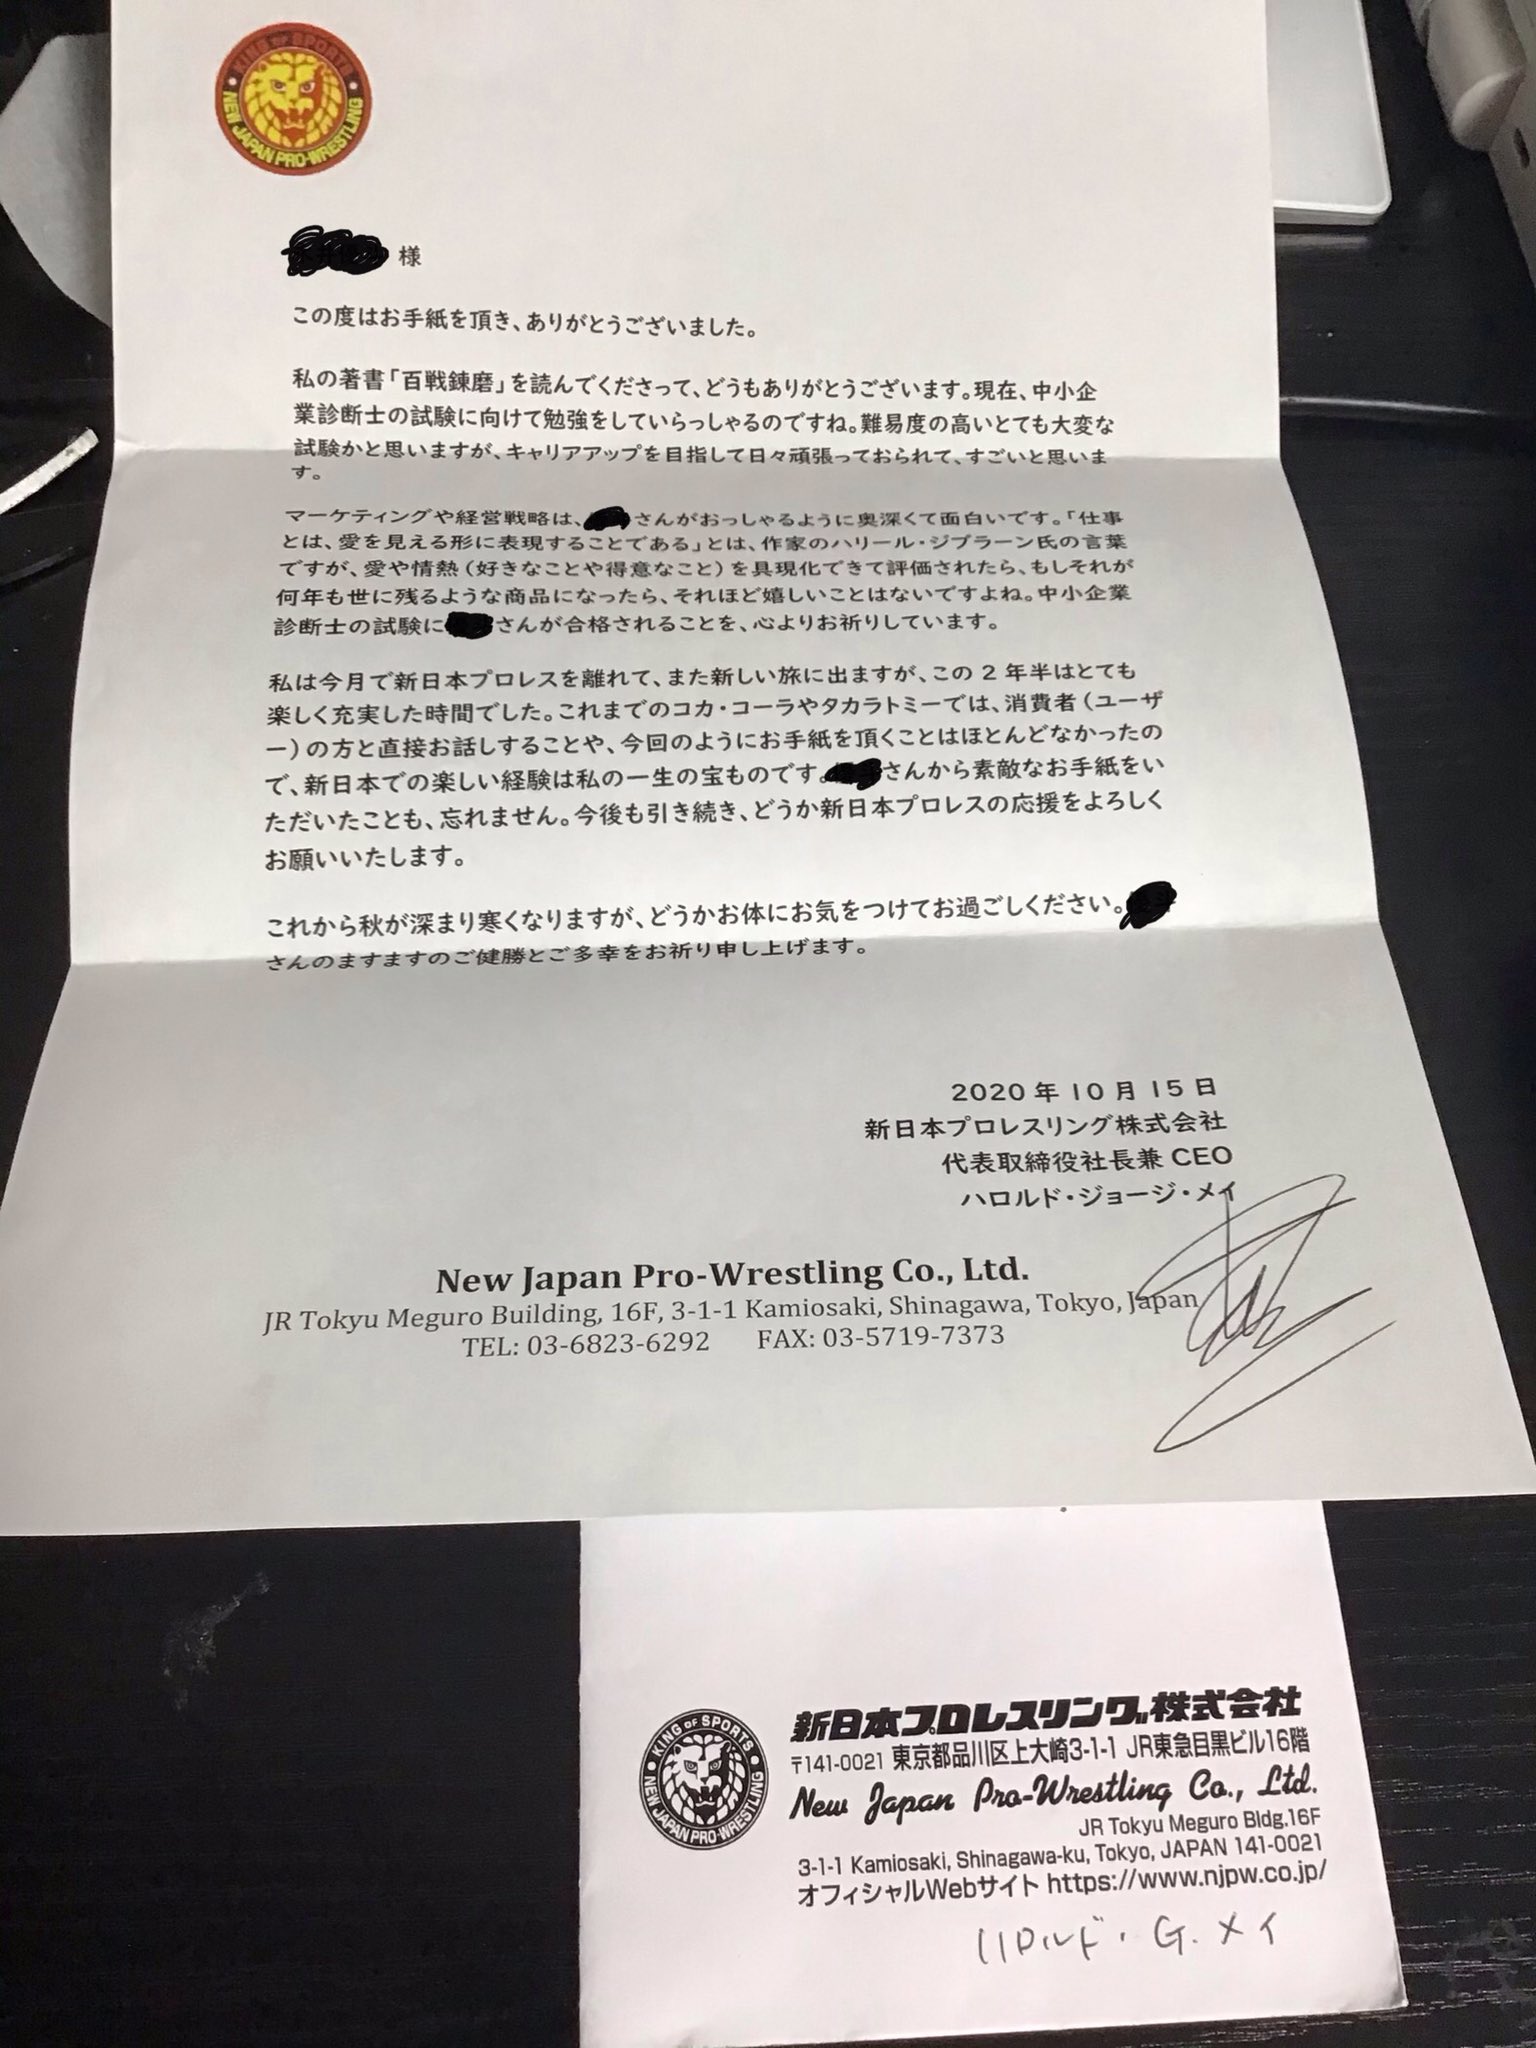 KING OF SPORTS
NEW JAPAN PRO-WRESTLING
様
この度はお手紙を頂き、ありがとうございました。
私の著書「百戦錬磨」を読んでくださって、どうもありがとうございます。現在、中小企
業診断士の試験に向けて勉強をしていらっしゃるのですね。難易度の高いとても大変な
試験かと思いますが、キャリアアップを目指して日々頑張っておられて、すごいと思いま
す。
マーケティングや経営戦略は、さんがおっしゃるように奥深くて面白いです。「仕事
とは、愛を見える形に表現することである」とは、作家のハリール・ジブラーン氏の言葉
ですが、愛や情熱(好きなことや得意なこと)を具現化できて評価されたら、もしそれが
何年も世に残るような商品になったら、それほど嬉しいことはないですよね。中小企業
診断士の試験にさんが合格されることを、心よりお祈りしています。
私は今月で新日本プロレスを離れて、また新しい旅に出ますが、この2年半はとても
楽しく充実した時間でした。これまでのコカ・コーラやタカラトミーでは、消費者(ユーザ
ー)の方と直接お話しすることや、今回のようにお手紙を頂くことはほとんどなかったの
で、新日本での楽しい経験は私の一生の宝ものです。さんから素敵なお手紙をい
ただいたことも、忘れません。今後も引き続き、どうか新日本プロレスの応援をよろしく
お願いいたします。
これから秋が深まり寒くなりますが、どうかお体にお気をつけてお過ごしください。
さんのますますのご健勝とご多幸をお祈り申し上げます。
2020年10月15日
新日本プロレスリング株式会社
代表取締役社長兼CEO
ハロルド・ジョージ・メイ
New Japan Pro-Wrestling Co., Ltd.
JR Tokyu Meguro Building, 16F, 3-1-1 Kamiosaki, Shinagawa, Tokyo, Japan
TEL: 03-6823-6292 FAX: 03-5719-7373
KING OF SPORTS
NEW JAPAN PRO-WRESTLING
新日本プロレスリング株式会社
〒141-0021 東京都品川区上大崎3-1-1 JR東急目黒ビル16階
New Japan Pro-Wrestling Co., Ltd.
JR Tokyu Meguro Bldg,16F
3-1-1 Kamiosaki, Shinagawa-ku, Tokyo, JAPAN 141-0021
オフィシャルWebサイト https://www.njpw.co.jp/
ハロルド・G.メイ